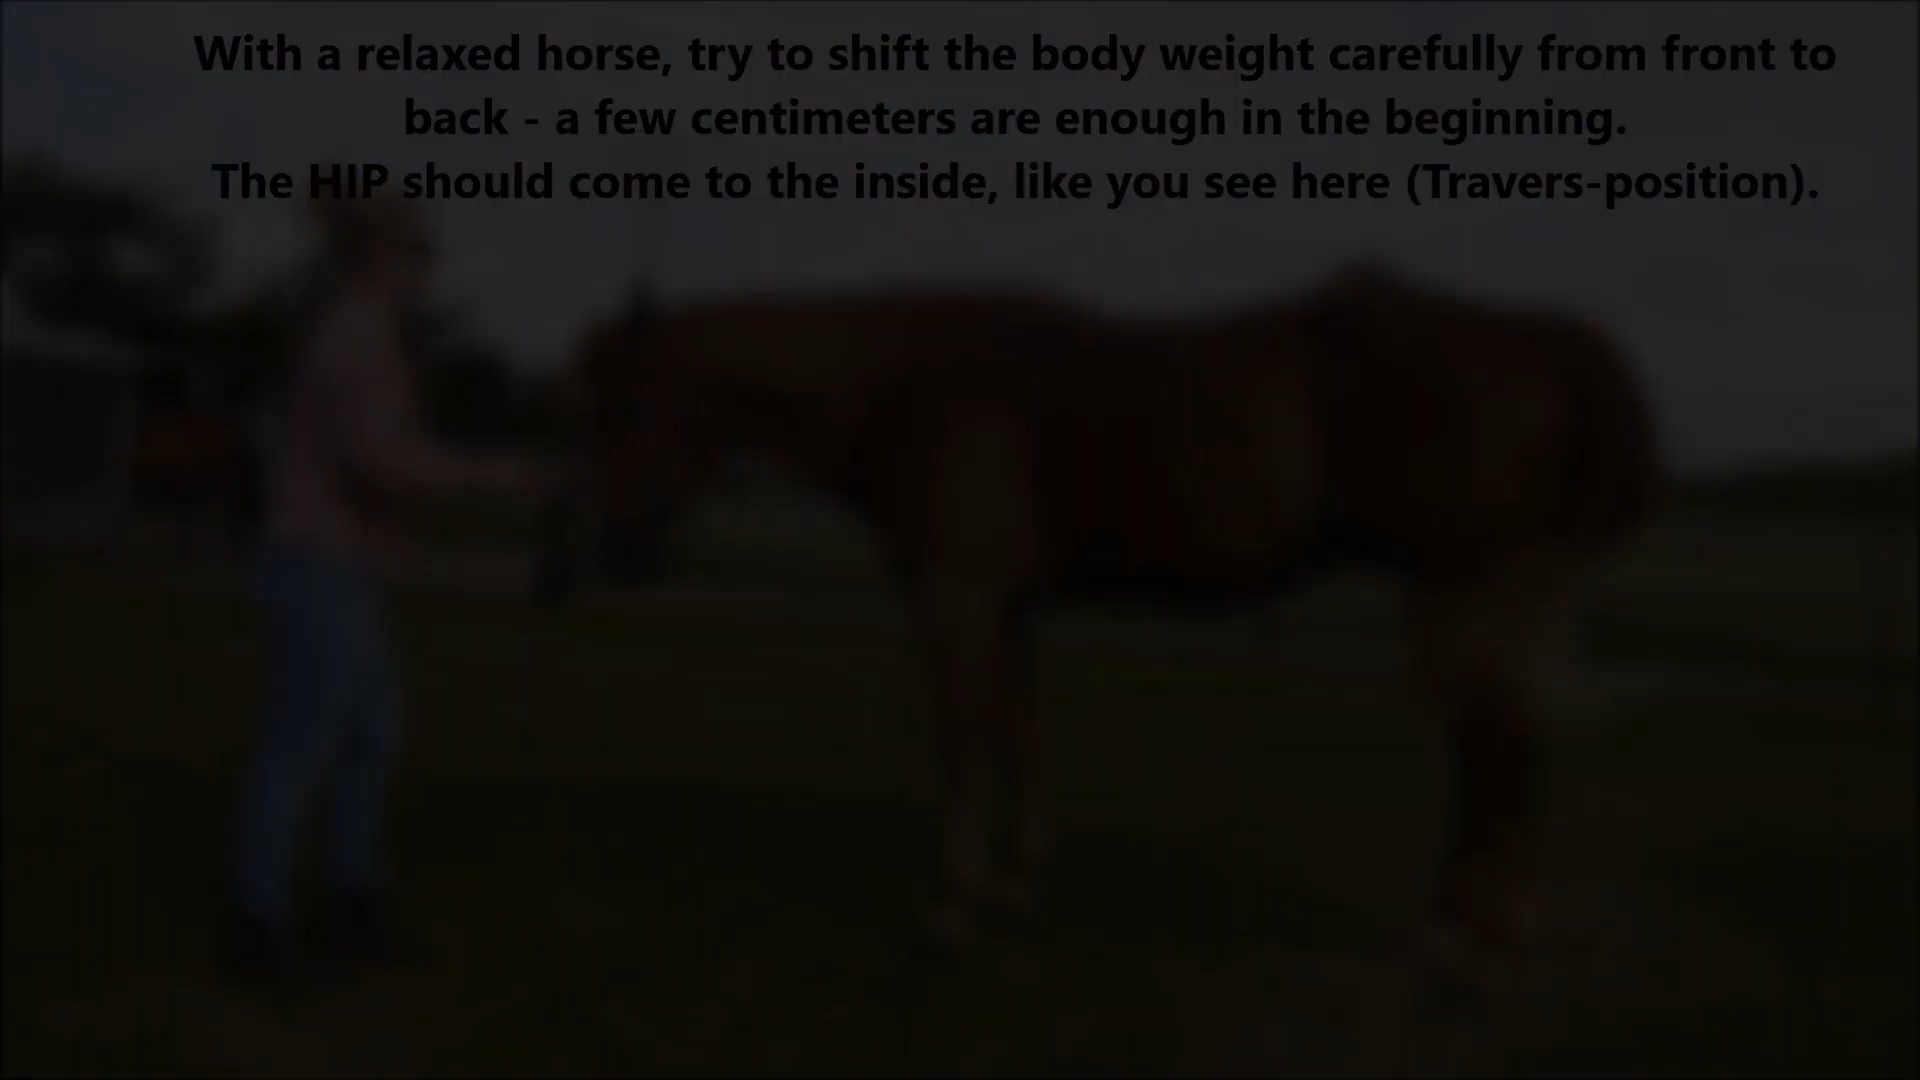 With a relaxed horse, try to shift the body weight carefully from front to
back - a few centimeters are enough in the beginning.
The HIP should come to the inside, like you see here (Travers-position).